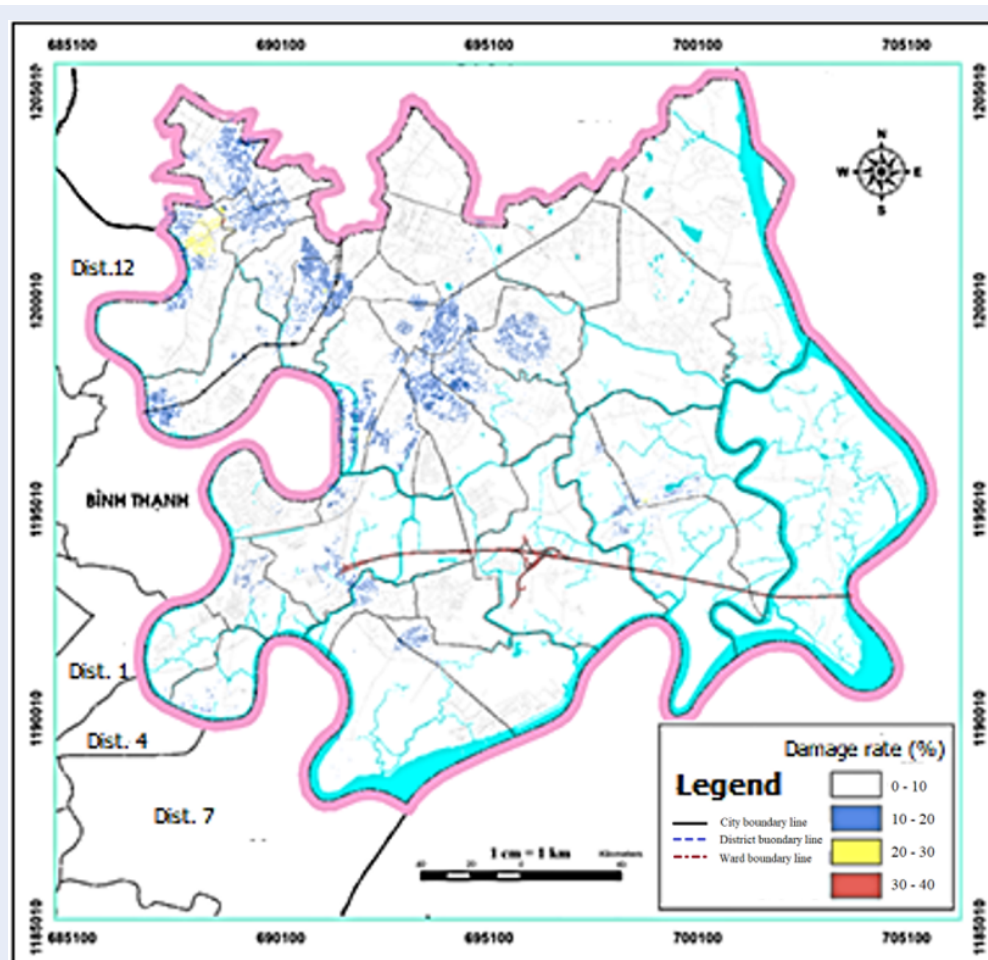 685100 690100 695100 700100 705100
1205010 1205010
N
W E
S
Dist.12
1200010 1200010
BÌNH THẠNH
1195010 1195010
Dist. 1
1190010 1190010
Dist. 4
Dist. 7
Damage rate (%)
Legend
0 - 10
City boundary line
10 - 20
District buondary line
20 - 30
Ward boundary line
30 - 40
1 cm = 1 km Kilometers
1185010 1185010
685100 690100 695100 700100 705100